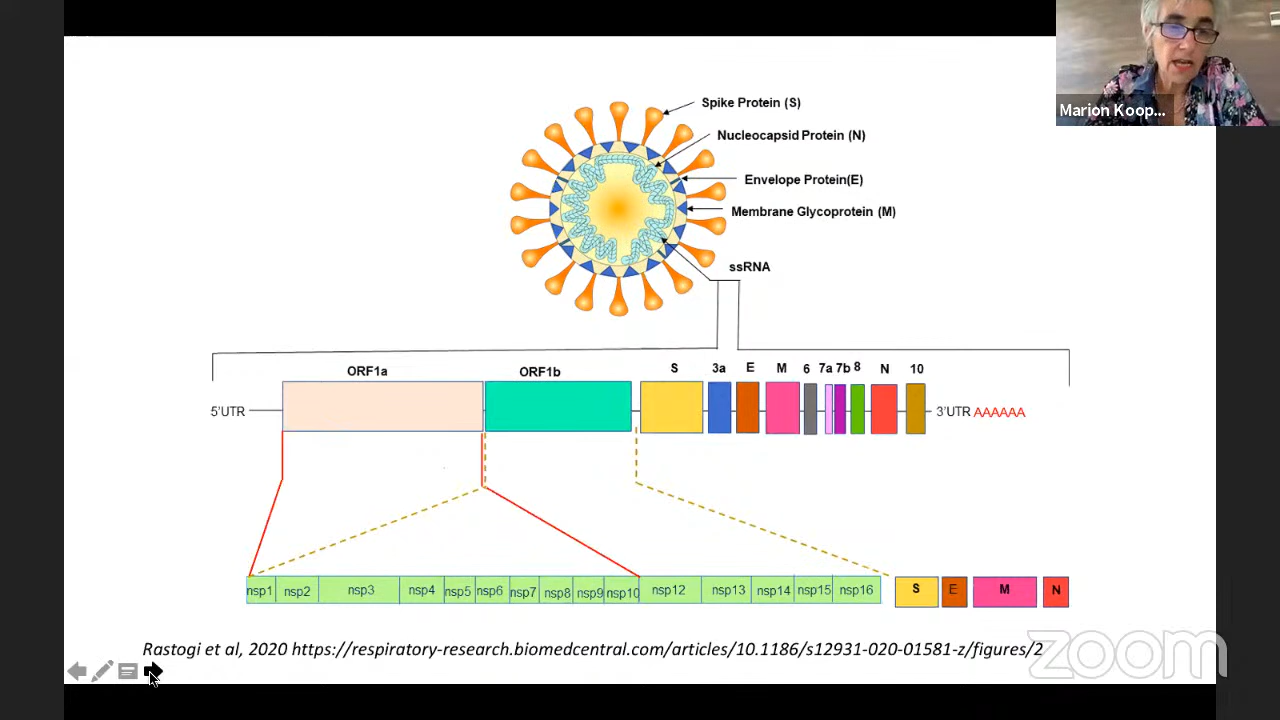 Marion Koop...
Spike Protein (S)
Nucleocapsid Protein (N)
Envelope Protein(E)
Membrane Glycoprotein (M)
ssRNA
ORF1a ORF1b S 3a E M 6 7a 7b 8 N 10
5'UTR 3'UTR AAAAAA
nsp1 nsp2 nsp3 nsp4 nsp5 nsp6 nsp7 nsp8 nsp9 nsp10 nsp12 nsp13 nsp14 nsp15 nsp16 S E M N
Rastogi et al, 2020 https://respiratory-research.biomedcentral.com/articles/10.1186/s12931-020-01581-z/figures/2
zoom